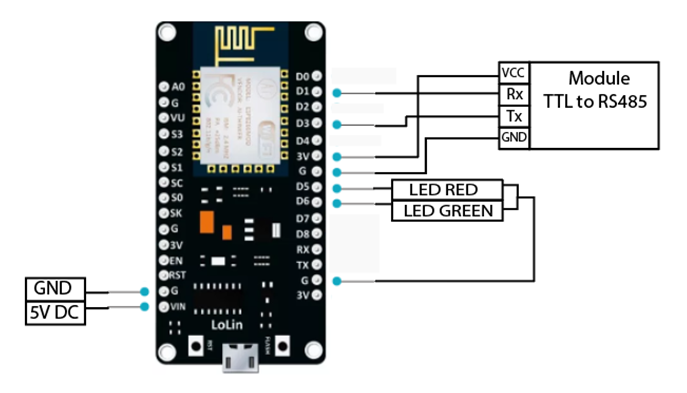 VCC
Rx
Tx
GND
Module
TTL to RS485
LED RED
LED GREEN
GND
5V DC
A0
G
VU
S3
S2
S1
SC
S0
SK
G
3V
EN
RST
G
VIN
D0
D1
D2
D3
D4
3V
G
D5
D6
D7
D8
RX
TX
G
3V
LoLin
RST
FLASH